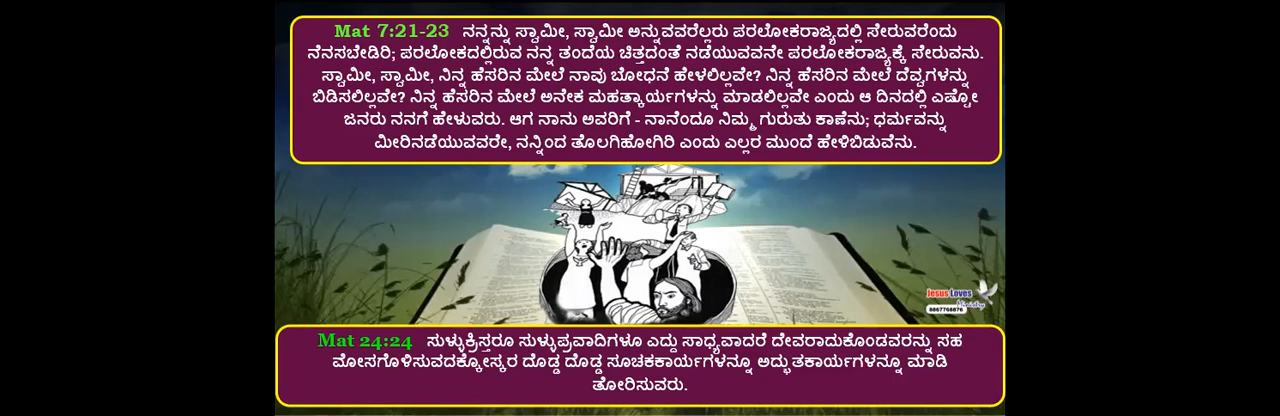 Mat 7:21-23 ನನ್ನನ್ನು ಸ್ವಾಮೀ, ಸ್ವಾಮೀ ಅನ್ನುವವರೆಲ್ಲರು ಪರಲೋಕರಾಜ್ಯದಲ್ಲಿ ಸೇರುವರೆಂದು
ನೆನಸಬೇಡಿರಿ; ಪರಲೋಕದಲ್ಲಿರುವ ನನ್ನ ತಂದೆಯ ಚಿತ್ತದಂತೆ ನಡೆಯುವವನೇ ಪರಲೋಕರಾಜ್ಯಕ್ಕೆ ಸೇರುವನು.
ಸ್ವಾಮೀ, ಸ್ವಾಮೀ, ನಿನ್ನ ಹೆಸರಿನ ಮೇಲೆ ನಾವು ಬೋಧನೆ ಹೇಳಲಿಲ್ಲವೇ? ನಿನ್ನ ಹೆಸರಿನ ಮೇಲೆ ದೆವ್ವಗಳನ್ನು
ಬಿಡಿಸಲಿಲ್ಲವೇ? ನಿನ್ನ ಹೆಸರಿನ ಮೇಲೆ ಅನೇಕ ಮಹತ್ಕಾರ್ಯಗಳನ್ನು ಮಾಡಲಿಲ್ಲವೇ ಎಂದು ಆ ದಿನದಲ್ಲಿ ಎಷ್ಟೋ
ಜನರು ನನಗೆ ಹೇಳುವರು. ಆಗ ನಾನು ಅವರಿಗೆ - ನಾನೆಂದೂ ನಿಮ್ಮ ಗುರುತು ಕಾಣೆನು; ಧರ್ಮವನ್ನು
ಮೀರಿನಡೆಯುವವರೇ, ನನ್ನಿಂದ ತೊಲಗಿಹೋಗಿರಿ ಎಂದು ಎಲ್ಲರ ಮುಂದೆ ಹೇಳಿಬಿಡುವೆನು.
Jesus Loves
Ministry
8867768876
Mat 24:24 ಸುಳ್ಳುಕ್ರಿಸ್ತರೂ ಸುಳ್ಳುಪ್ರವಾದಿಗಳೂ ಎದ್ದು ಸಾಧ್ಯವಾದರೆ ದೇವರಾದುಕೊಂಡವರನ್ನು ಸಹ
ಮೋಸಗೊಳಿಸುವದಕ್ಕೋಸ್ಕರ ದೊಡ್ಡ ದೊಡ್ಡ ಸೂಚಕಕಾರ್ಯಗಳನ್ನೂ ಅದ್ಭುತಕಾರ್ಯಗಳನ್ನೂ ಮಾಡಿ
ತೋರಿಸುವರು.